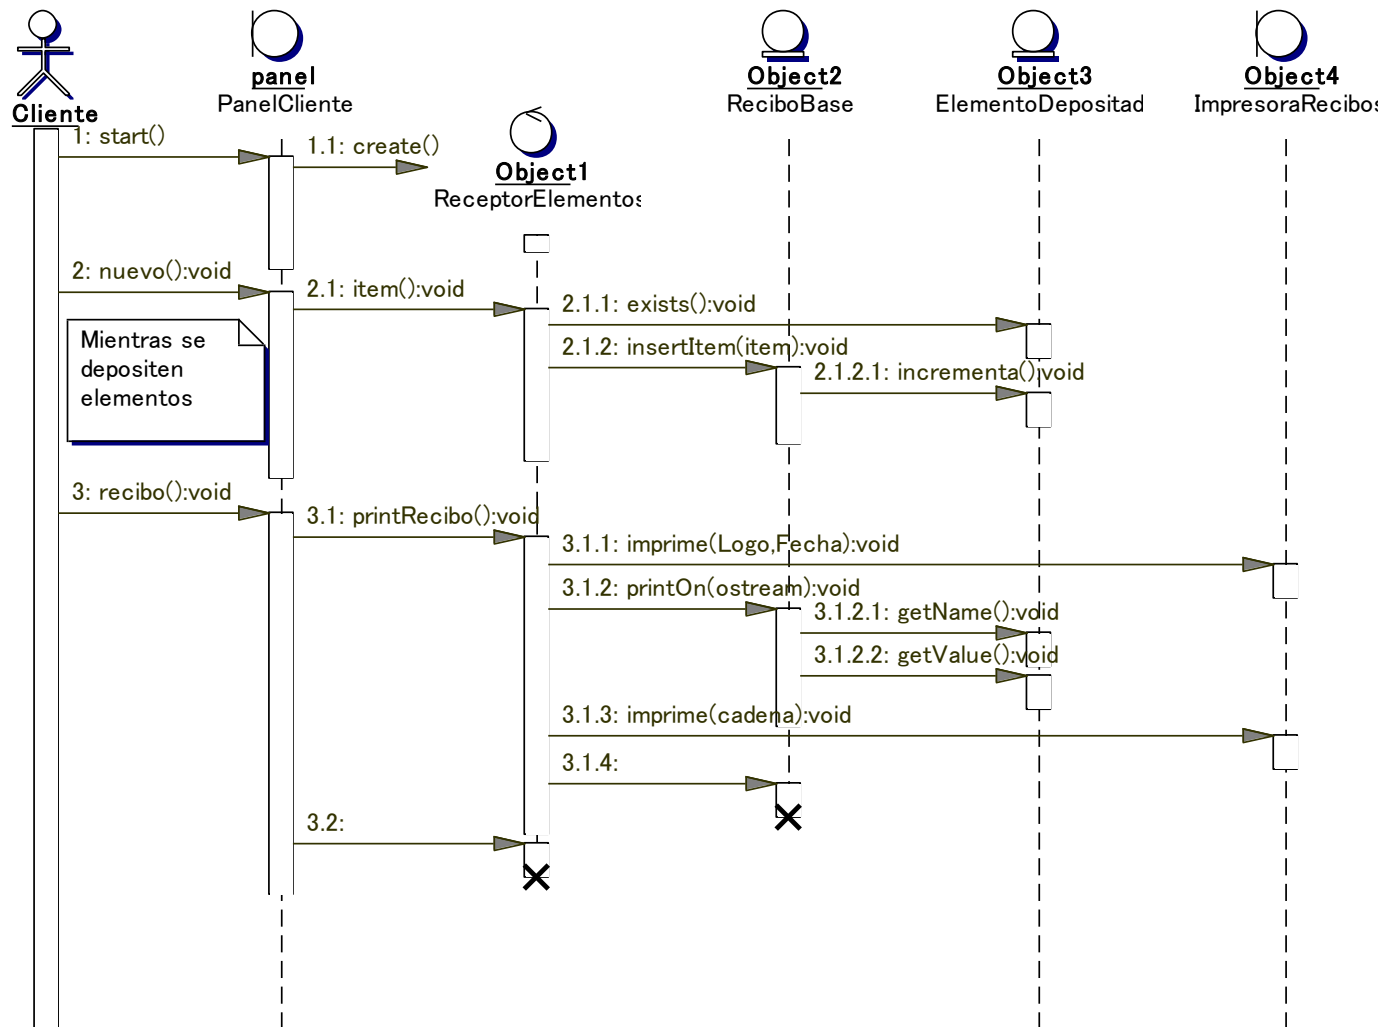 Cliente
panel
PanelCliente
Object1
ReceptorElementos
Object2
ReciboBase
Object3
ElementoDepositad
Object4
ImpresoraRecibos
1: start()
1.1: create()
2: nuevo():void
2.1: item():void
2.1.1: exists():void
2.1.2: insertItem(item):void
2.1.2.1: incrementa():void
Mientras se
depositen
elementos
3: recibo():void
3.1: printRecibo():void
3.1.1: imprime(Logo,Fecha):void
3.1.2: printOn(ostream):void
3.1.2.1: getName():void
3.1.2.2: getValue():void
3.1.3: imprime(cadena):void
3.1.4:
3.2: